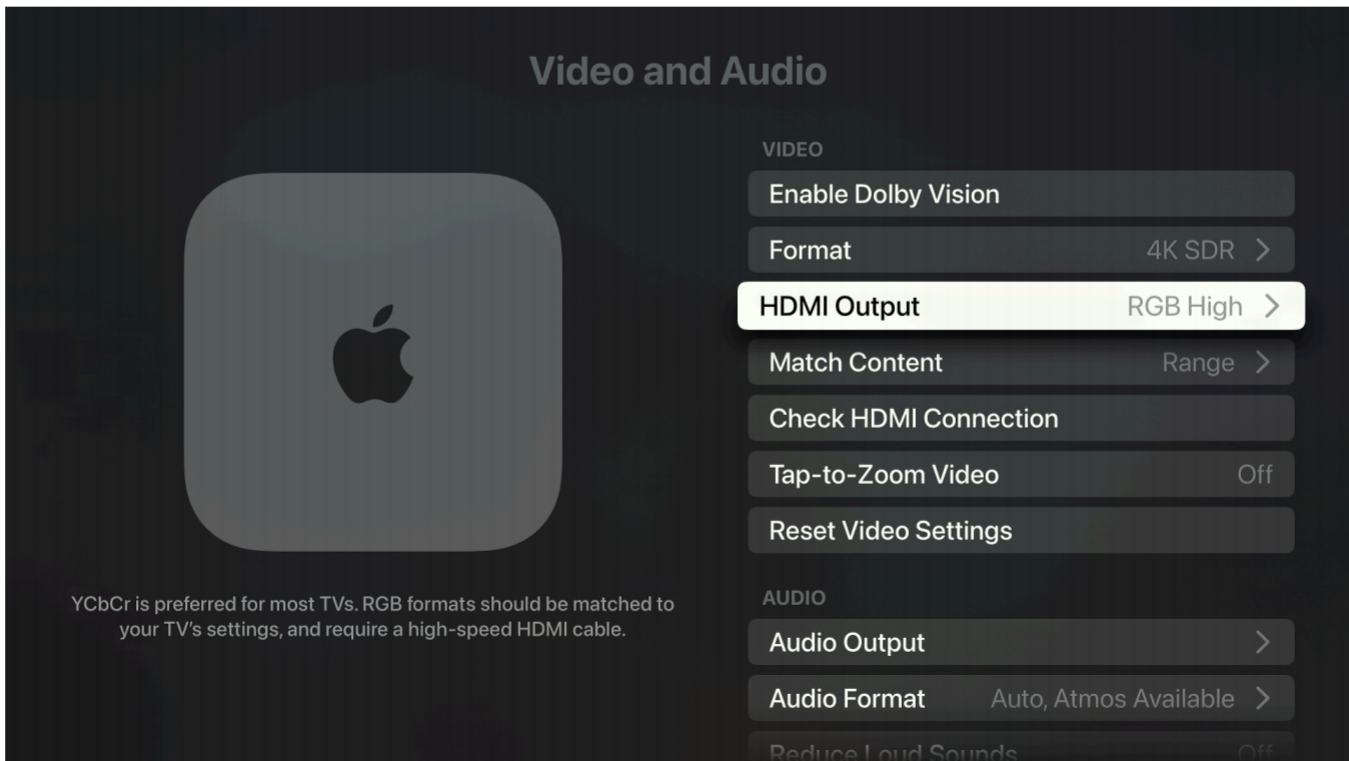 Video and Audio
VIDEO
Enable Dolby Vision
Format 4K SDR
HDMI Output RGB High
Match Content Range
Check HDMI Connection
Tap-to-Zoom Video Off
Reset Video Settings
YCbCr is preferred for most TVs. RGB formats should be matched to
your TV's settings, and require a high-speed HDMI cable.
AUDIO
Audio Output
Audio Format Auto, Atmos Available
Reduce Loud Sounds Off